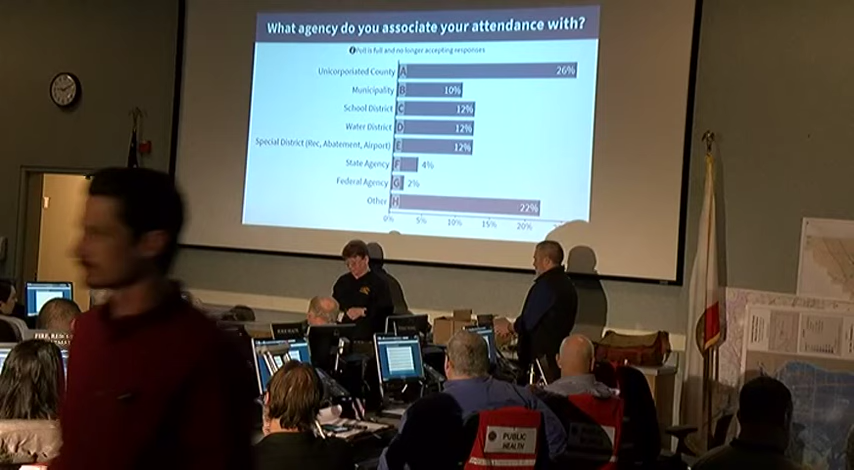 What agency do you associate your attendance with?
Poll is full and no longer accepting responses
Unicorporiated County A 26%
Municipality B 10%
School District C 12%
Water District D 12%
Special District (Rec, Abatement, Airport) E 12%
State Agency F 4%
Federal Agency G 2%
Other H 22%
0% 5% 10% 15% 20%
PUBLIC
HEALTH